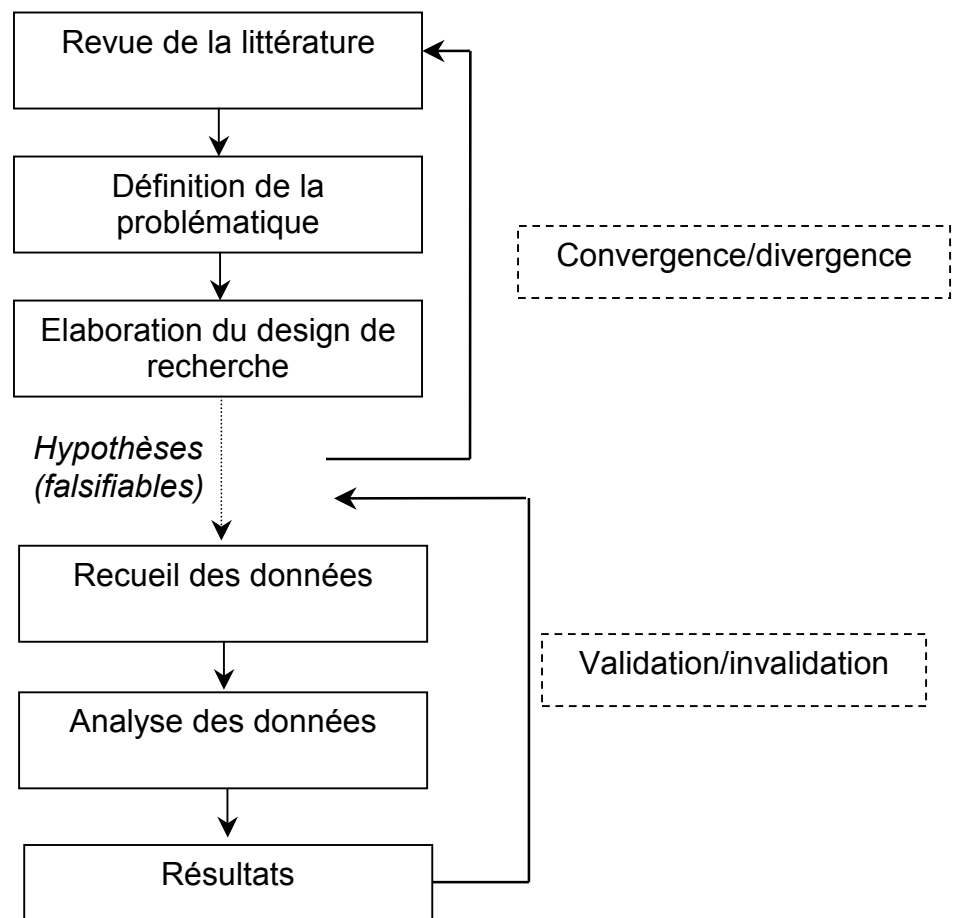 Revue de la littérature
Définition de la
problématique
Convergence/divergence
Elaboration du design de
recherche
Hypothèses
(falsifiables)
Recueil des données
Validation/invalidation
Analyse des données
Résultats